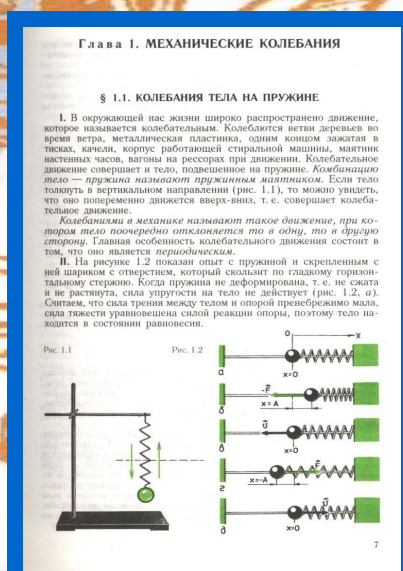 Глава 1. МЕХАНИЧЕСКИЕ КОЛЕБАНИЯ
§ 1.1. КОЛЕБАНИЯ ТЕЛА НА ПРУЖИНЕ
I. В окружающей нас жизни широко распространено движение,
которое называется колебательным. Колеблются ветви деревьев во
время ветра, металлическая пластинка, одним концом зажатая в
тисках, качели, корпус работающей стиральной машины, маятник
настенных часов, вагоны на рессорах при движении. Колебательное
движение совершает и тело, подвешенное на пружине. Комбинацию
тело — пружина называют пружинным маятником. Если тело
толкнуть в вертикальном направлении (рис. 1.1), то можно увидеть,
что оно попеременно движется вверх-вниз, т. е. совершает колеба-
тельное движение.
Колебаниями в механике называют такое движение, при ко-
тором тело поочередно отклоняется то в одну, то в другую
сторону. Главная особенность колебательного движения состоит в
том, что оно является периодическим.
II. На рисунке 1.2 показан опыт с пружиной и скрепленным с
ней шариком с отверстием, который скользит по гладкому горизон-
тальному стержню. Когда пружина не деформирована, т. е. не сжата
и не растянута, сила упругости на тело не действует (рис. 1.2, а).
Считаем, что сила трения между телом и опорой пренебрежимо мала,
сила тяжести уравновешена силой реакции опоры, поэтому тело на-
ходится в состоянии равновесия.
Рис. 1.1
Рис. 1.2
0 x
а
x=0
-F
б
x=A
υ
в
x=0
F
г
x=-A
υ
д
x=0
7